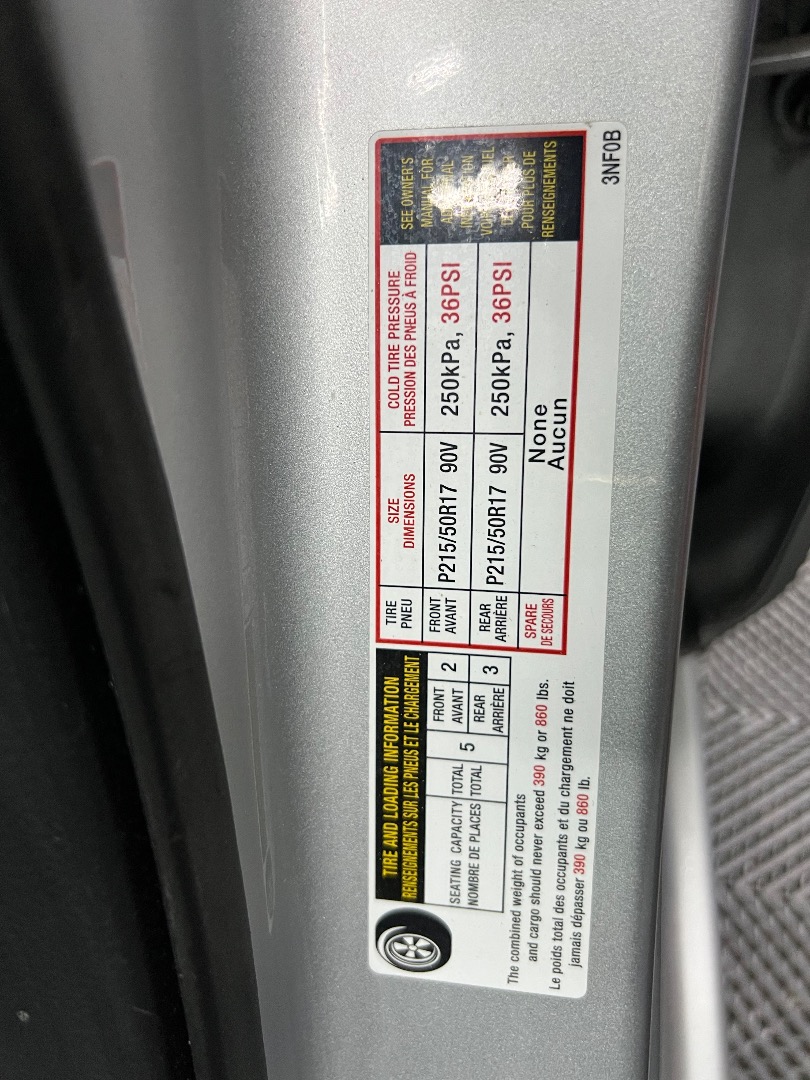 TIRE AND LOADING INFORMATION
RENSEIGNEMENTS SUR LES PNEUS ET LE CHARGEMENT
SEATING CAPACITY
NOMBRE DE PLACES
TOTAL
TOTAL
5
FRONT
AVANT
2
REAR
ARRIÈRE
3
The combined weight of occupants
and cargo should never exceed 390 kg or 860 lbs.
Le poids total des occupants et du chargement ne doit
jamais dépasser 390 kg ou 860 lb.
TIRE
PNEU
SIZE
DIMENSIONS
COLD TIRE PRESSURE
PRESSION DES PNEUS À FROID
FRONT
AVANT
P215/50R17 90V
250kPa, 36PSI
REAR
ARRIÈRE
P215/50R17 90V
250kPa, 36PSI
SPARE
DE SECOURS
None
Aucun
SEE OWNER'S
MANUAL FOR
POUR PLUS DE
RENSEIGNEMENTS
3NF0B